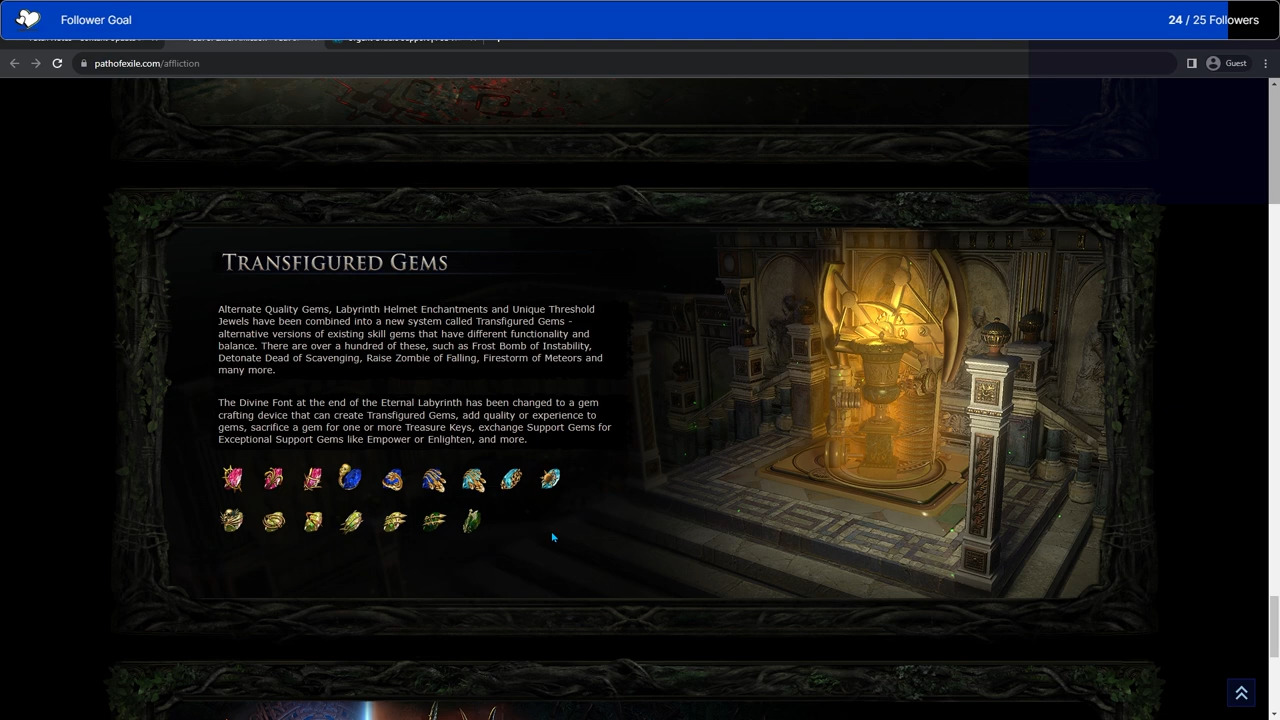 Follower Goal
24 / 25 Followers
pathofexile.com/affliction
Guest
TRANSFIGURED GEMS
Alternate Quality Gems, Labyrinth Helmet Enchantments and Unique Threshold
Jewels have been combined into a new system called Transfigured Gems -
alternative versions of existing skill gems that have different functionality and
balance. There are over a hundred of these, such as Frost Bomb of Instability,
Detonate Dead of Scavenging, Raise Zombie of Falling, Firestorm of Meteors and
many more.
The Divine Font at the end of the Eternal Labyrinth has been changed to a gem
crafting device that can create Transfigured Gems, add quality or experience to
gems, sacrifice a gem for one or more Treasure Keys, exchange Support Gems for
Exceptional Support Gems like Empower or Enlighten, and more.